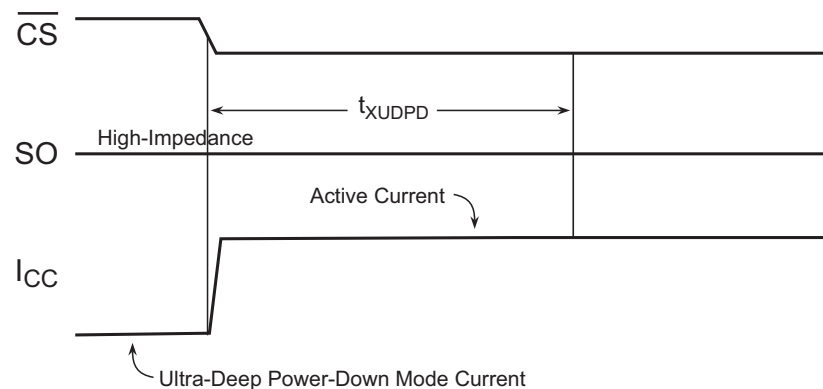 CS
tXUDPD
High-Impedance
SO
Active Current
ICC
Ultra-Deep Power-Down Mode Current